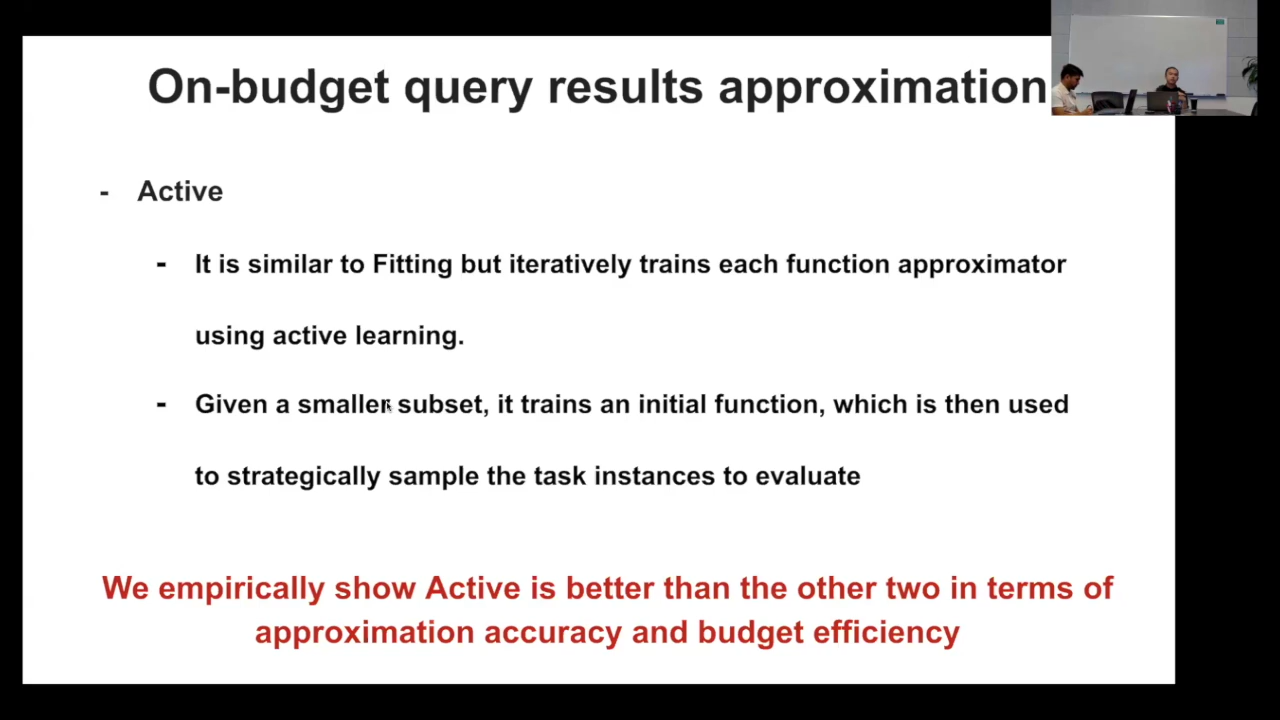 On-budget query results approximation
- Active
- It is similar to Fitting but iteratively trains each function approximator
using active learning.
- Given a smaller subset, it trains an initial function, which is then used
to strategically sample the task instances to evaluate
We empirically show Active is better than the other two in terms of
approximation accuracy and budget efficiency